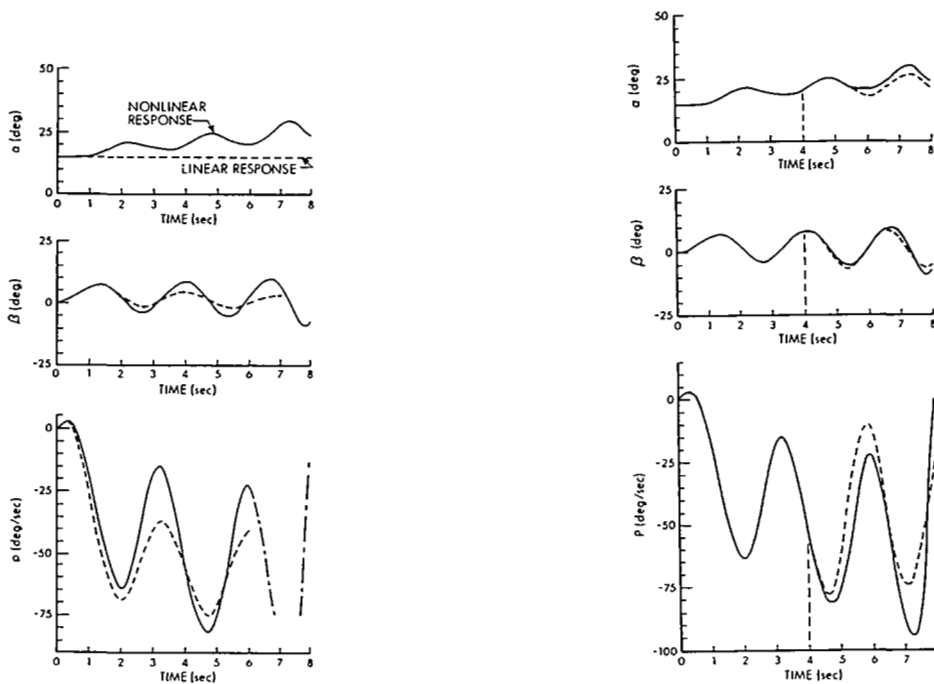 50
25
0
α (deg)
NONLINEAR
RESPONSE
LINEAR RESPONSE
0 1 2 3 4 5 6 7 8
TIME (sec)
25
0
-25
β (deg)
0 1 2 3 4 5 6 7 8
TIME (sec)
0
-25
-50
-75
p (deg/sec)
0 1 2 3 4 5 6 7 8
TIME (sec)
50
25
0
α (deg)
0 1 2 3 4 5 6 7 8
TIME (sec)
25
0
-25
β (deg)
0 1 2 3 4 5 6 7 8
TIME (sec)
0
-25
-50
-75
-100
P (deg/sec)
0 1 2 3 4 5 6 7 8
TIME (sec)